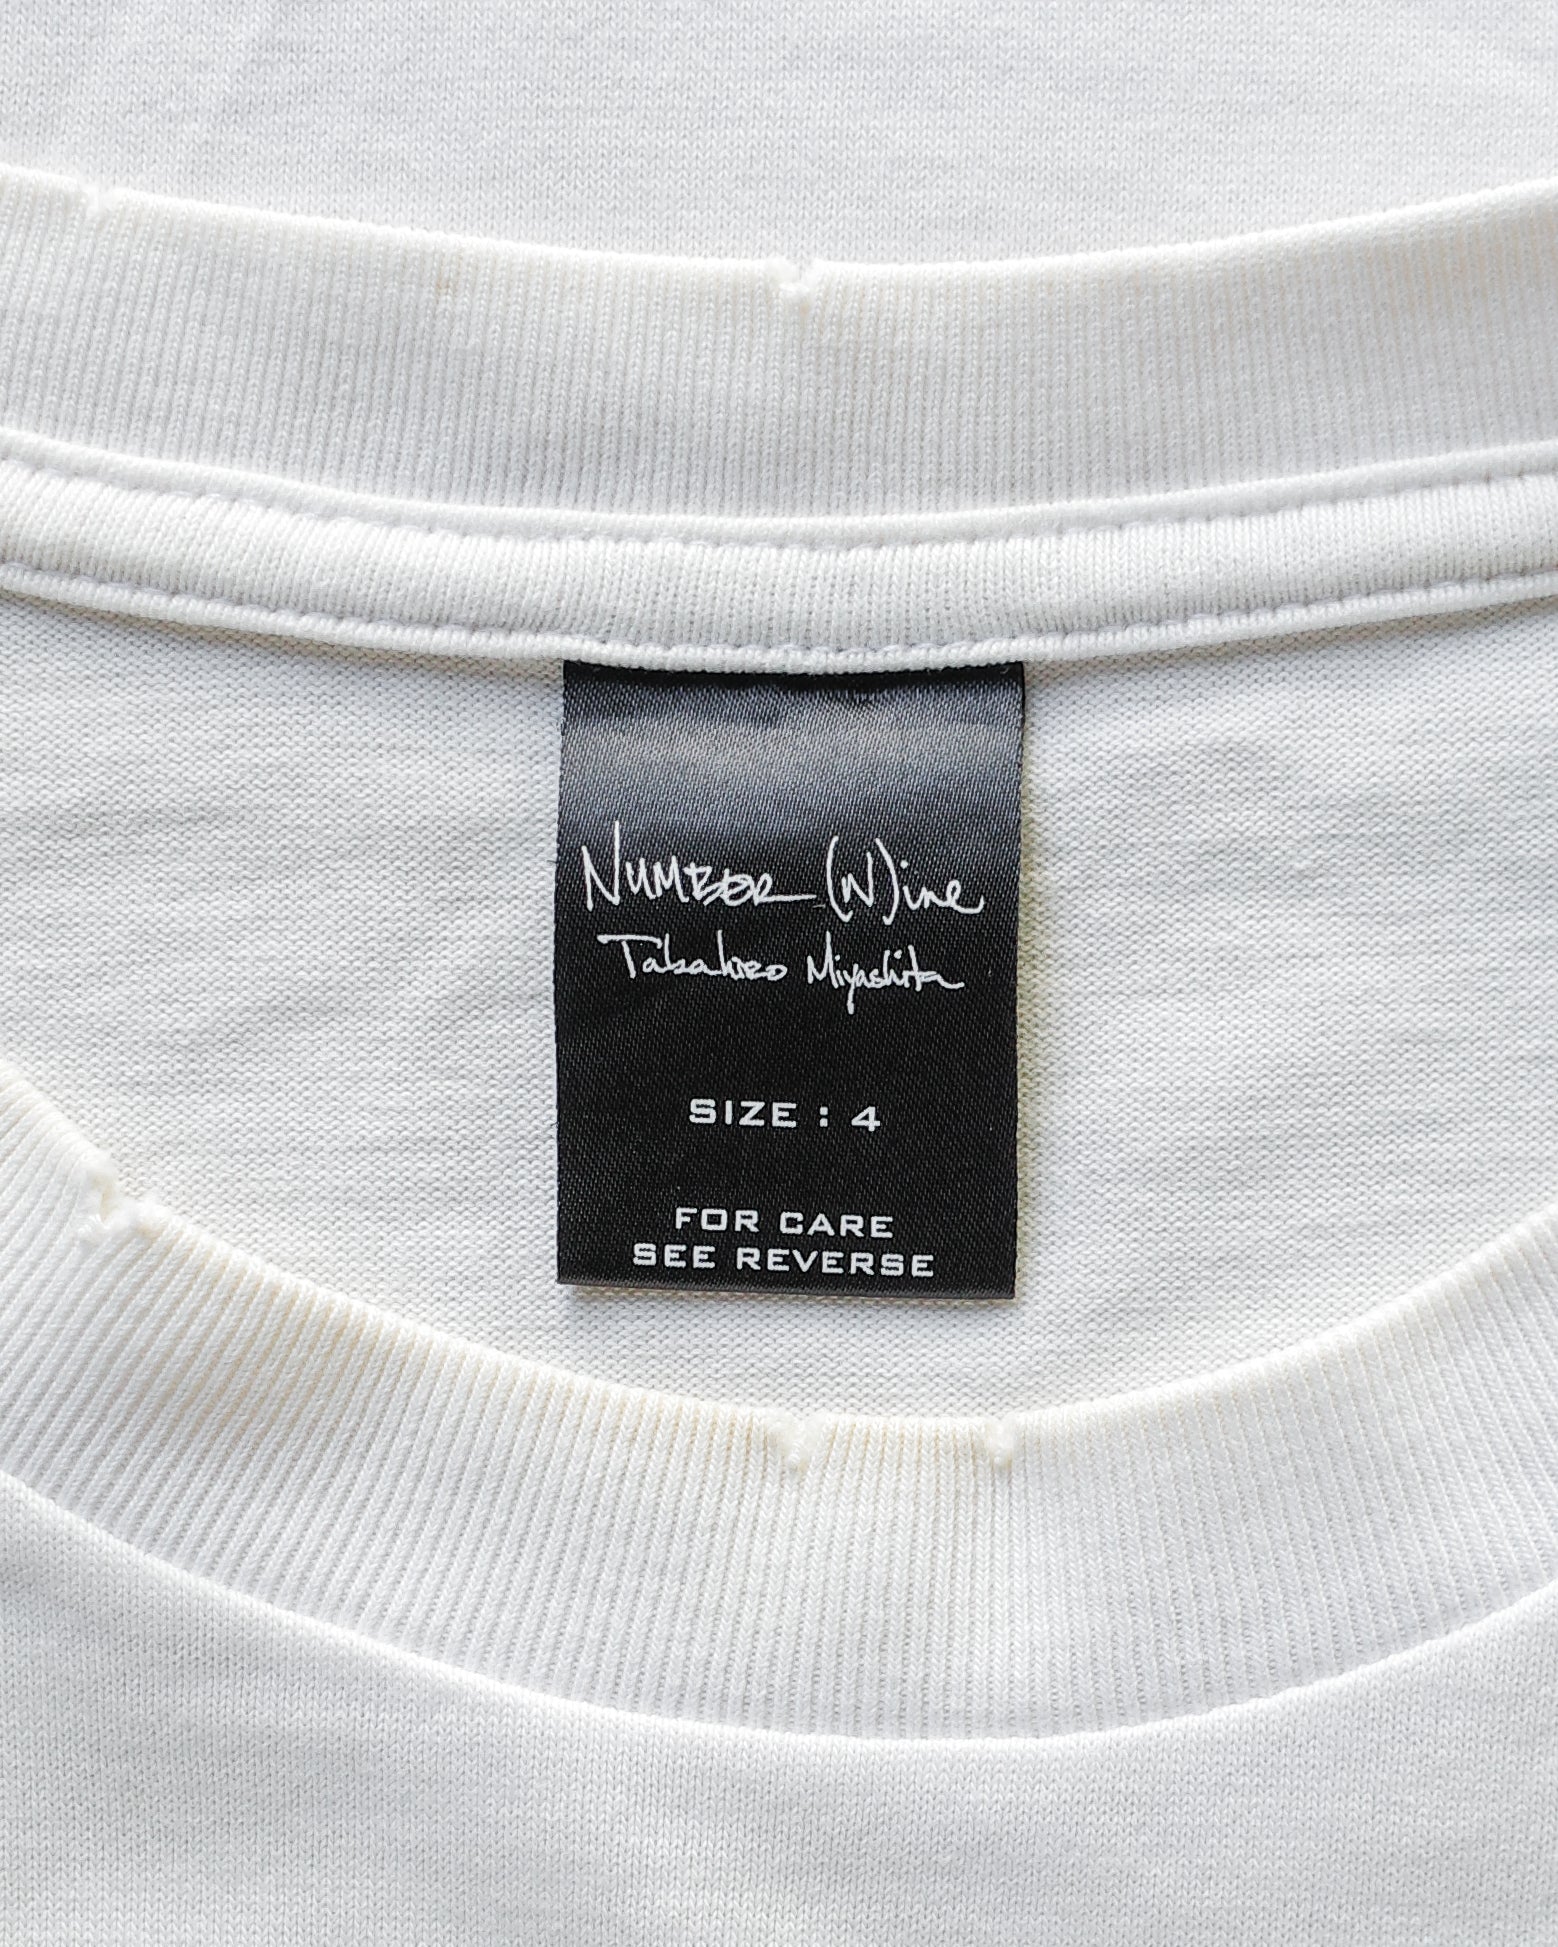 NUMBER (N)ine
Takahiro Miyashita
SIZE : 4
FOR CARE
SEE REVERSE